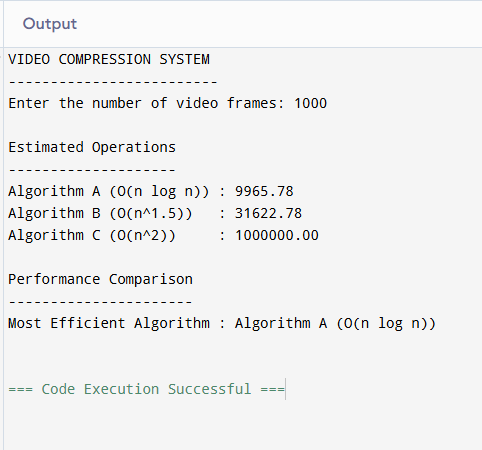 Output
VIDEO COMPRESSION SYSTEM
-------------------------
Enter the number of video frames: 1000
Estimated Operations
--------------------
Algorithm A (O(n log n)) : 9965.78
Algorithm B (O(n^1.5))   : 31622.78
Algorithm C (O(n^2))     : 1000000.00
Performance Comparison
----------------------
Most Efficient Algorithm : Algorithm A (O(n log n))
=== Code Execution Successful ===